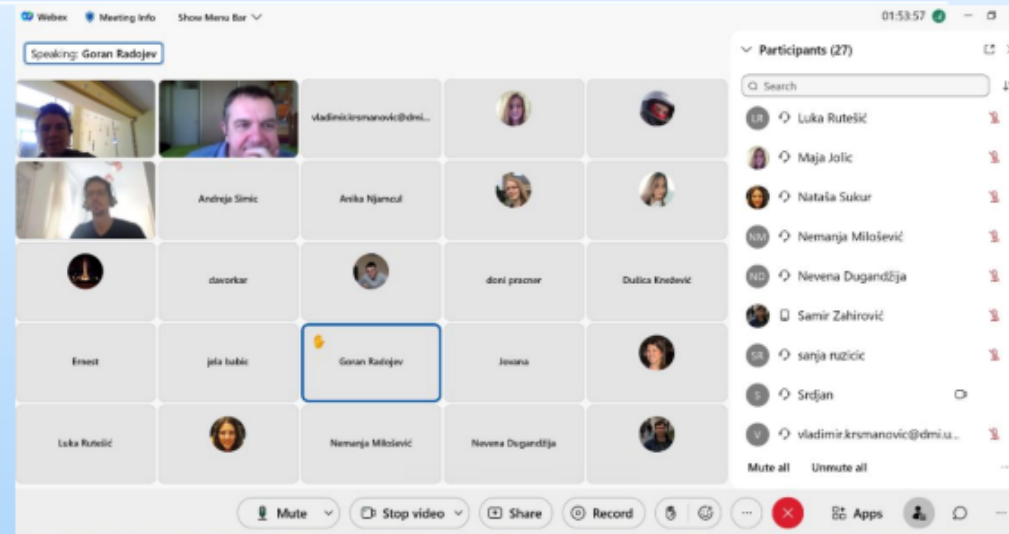 Webex Meeting Info Show Menu Bar
01:53:57
Speaking: Goran Radojev
Participants (27)
Search
vladimir.krsmanovic@dmi...
Andreja Simic
Anika Njamcul
davorkar
doni pracner
Dušica Knežević
Ernest
jela babic
Goran Radojev
Jovana
Luka Rutešić
Nemanja Milošević
Nevena Dugandžija
LR Luka Rutešić
Maja Jolic
Nataša Sukur
NM Nemanja Milošević
ND Nevena Dugandžija
Samir Zahirović
SR sanja ruzicic
S Srdjan
V vladimir.krsmanovic@dmi.u...
Mute all Unmute all
Mute Stop video Share Record Apps